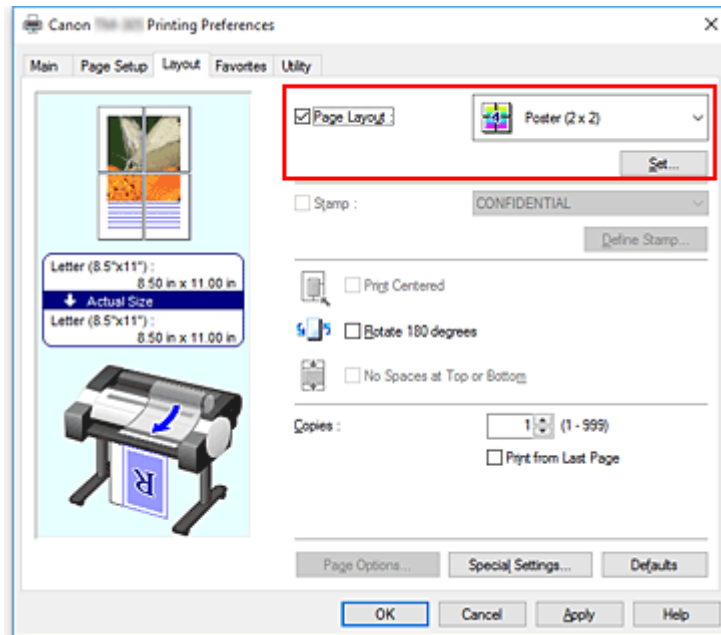 Canon Printing Preferences
Main Page Setup Layout Favorites Utility
Page Layout : 4 Poster (2 x 2)
Set...
Stamp : CONFIDENTIAL
Define Stamp...
Letter (8.5"x11") :
8.50 in x 11.00 in
Actual Size
Letter (8.5"x11") :
8.50 in x 11.00 in
Print Centered
Rotate 180 degrees
No Spaces at Top or Bottom
Copies : 1 (1 - 999)
Print from Last Page
R
Page Options... Special Settings... Defaults
OK Cancel Apply Help